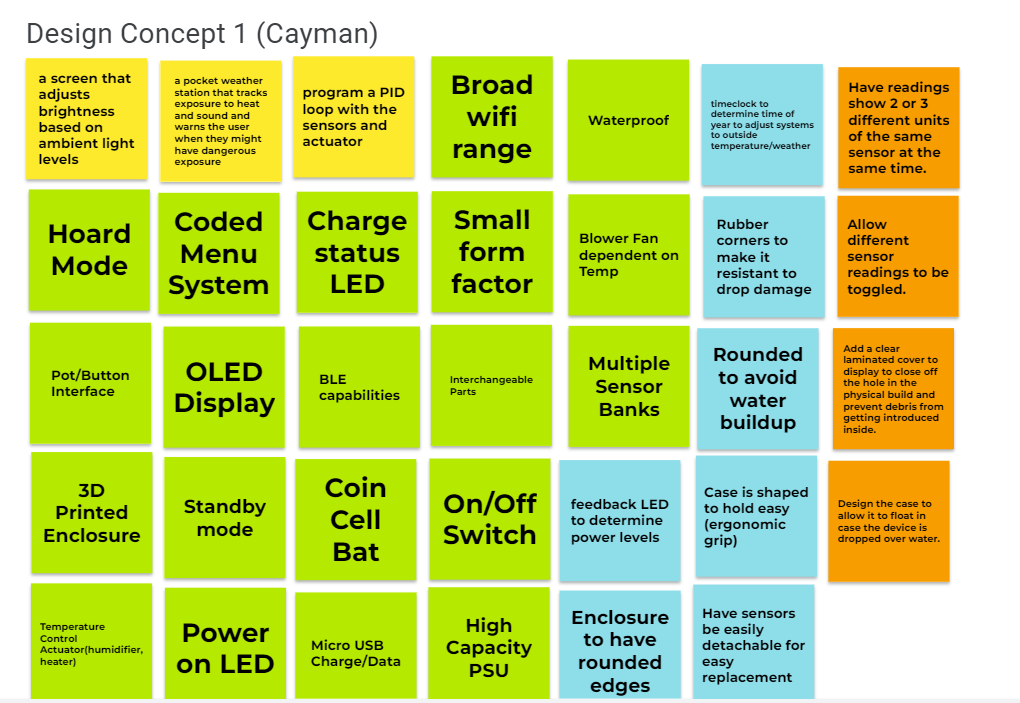 Design Concept 1 (Cayman)
a screen that
adjusts
brightness
based on
ambient light
levels
a pocket weather
station that tracks
exposure to heat
and sound and
warns the user
when they might
have dangerous
exposure
program a PID
loop with the
sensors and
actuator
Broad
wifi
range
Waterproof
timeclock to
determine time of
year to adjust systems
to outside
temperature/weather
Have readings
show 2 or 3
different units
of the same
sensor at the
same time.
Hoard
Mode
Coded
Menu
System
Charge
status
LED
Small
form
factor
Blower Fan
dependent on
Temp
Rubber
corners to
make it
resistant to
drop damage
Allow
different
sensor
readings to be
toggled.
Pot/Button
Interface
OLED
Display
BLE
capabilities
Interchangeable
Parts
Multiple
Sensor
Banks
Rounded
to avoid
water
buildup
Add a clear
laminated cover to
display to close off
the hole in the
physical build and
prevent debris from
getting introduced
inside.
3D
Printed
Enclosure
Standby
mode
Coin
Cell
Bat
On/Off
Switch
feedback LED
to determine
power levels
Case is shaped
to hold easy
(ergonomic
grip)
Design the case to
allow it to float in
case the device is
dropped over water.
Temperature
Control
Actuator(humidifier,
heater)
Power
on LED
Micro USB
Charge/Data
High
Capacity
PSU
Enclosure
to have
rounded
edges
Have sensors
be easily
detachable for
easy
replacement